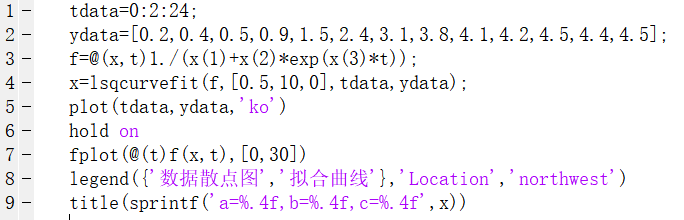 1 - tdata=0:2:24;
2 - ydata=[0.2,0.4,0.5,0.9,1.5,2.4,3.1,3.8,4.1,4.2,4.5,4.4,4.5];
3 - f=@(x,t)1./(x(1)+x(2)*exp(x(3)*t));
4 - x=lsqcurvefit(f,[0.5,10,0],tdata,ydata);
5 - plot(tdata,ydata,'ko')
6 - hold on
7 - fplot(@(t)f(x,t),[0,30])
8 - legend({'数据散点图','拟合曲线'},'Location','northwest')
9 - title(sprintf('a=%.4f,b=%.4f,c=%.4f',x))